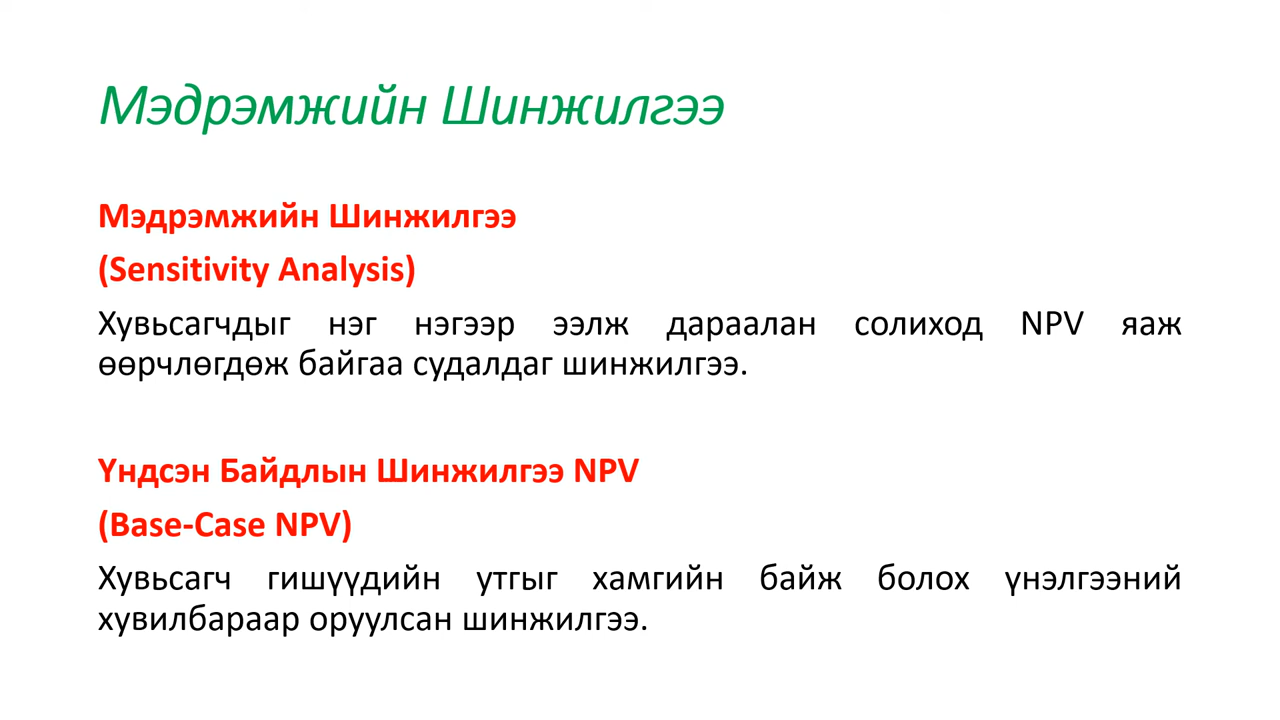 Мэдрэмжийн Шинжилгээ
Мэдрэмжийн Шинжилгээ
(Sensitivity Analysis)
Хувьсагчдыг нэг нэгээр ээлж дараалан солиход NPV яаж
өөрчлөгдөж байгаа судалдаг шинжилгээ.
Үндсэн Байдлын Шинжилгээ NPV
(Base-Case NPV)
Хувьсагч гишүүдийн утгыг хамгийн байж болох үнэлгээний
хувилбараар оруулсан шинжилгээ.